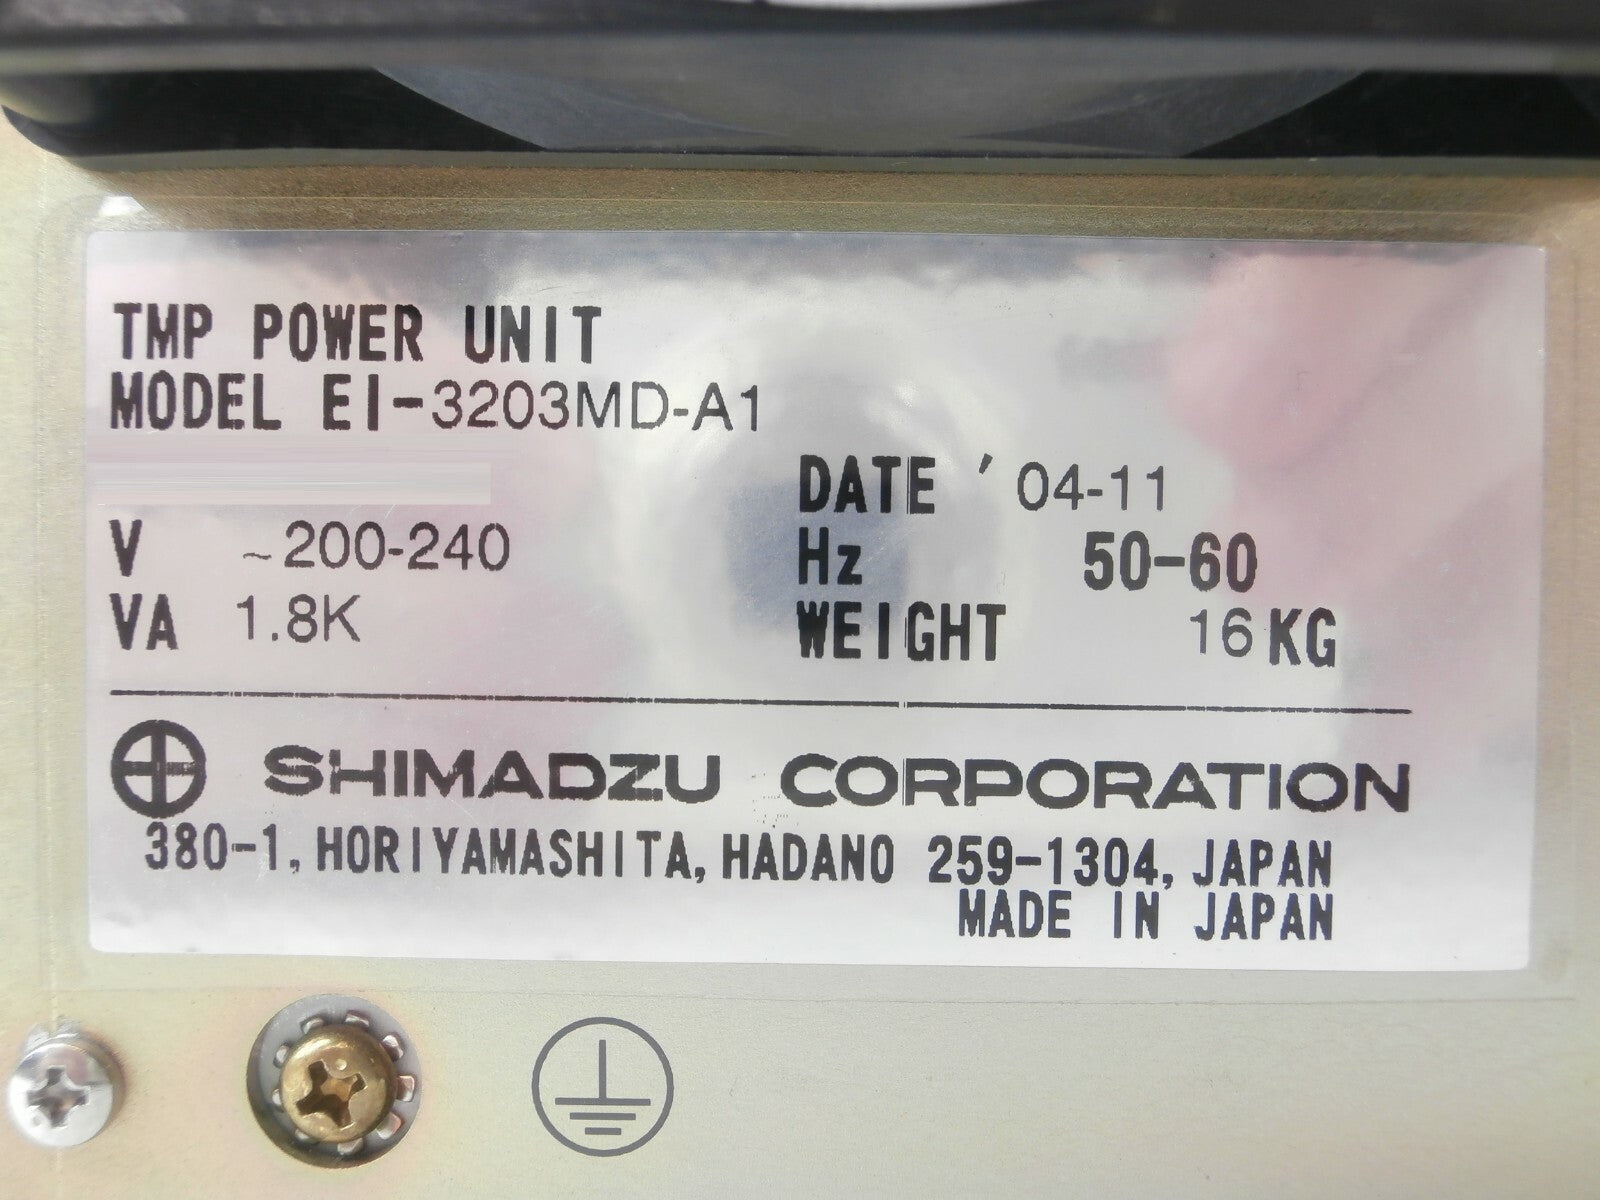 TMP POWER UNIT
MODEL EI-3203MD-A1
DATE '04-11
V ~200-240 Hz 50-60
VA 1.8K WEIGHT 16KG
SHIMADZU CORPORATION
380-1, HORIYAMASHITA, HADANO 259-1304, JAPAN
MADE IN JAPAN